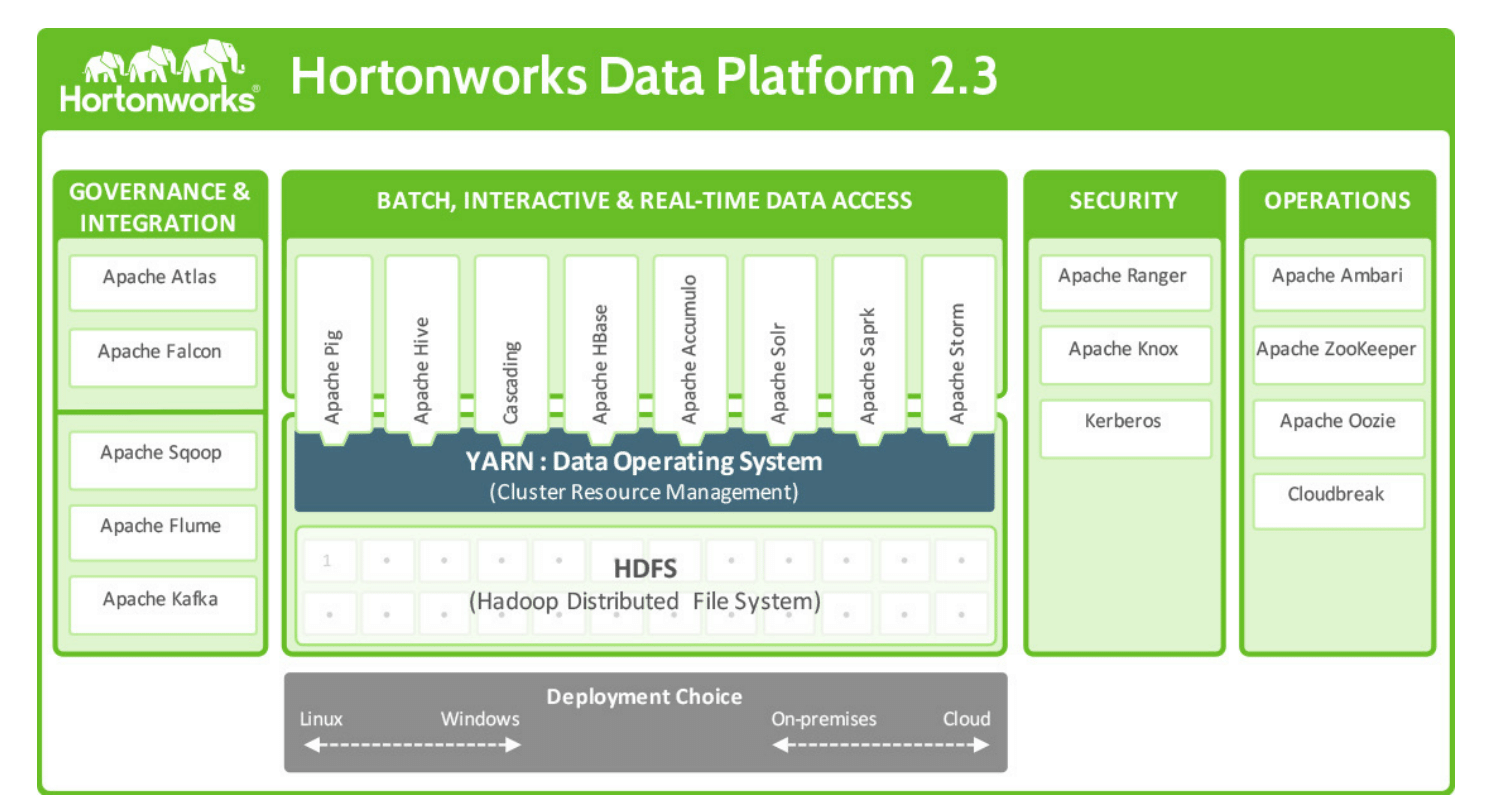 Hortonworks®
Hortonworks Data Platform 2.3
GOVERNANCE &
INTEGRATION
Apache Atlas
Apache Falcon
Apache Sqoop
Apache Flume
Apache Kafka
BATCH, INTERACTIVE & REAL-TIME DATA ACCESS
Apache Pig
Apache Hive
Cascading
Apache HBase
Apache Accumulo
Apache Solr
Apache Saprk
Apache Storm
YARN : Data Operating System
(Cluster Resource Management)
1
HDFS
(Hadoop Distributed File System)
SECURITY
Apache Ranger
Apache Knox
Kerberos
OPERATIONS
Apache Ambari
Apache ZooKeeper
Apache Oozie
Cloudbreak
Deployment Choice
Linux Windows On-premises Cloud